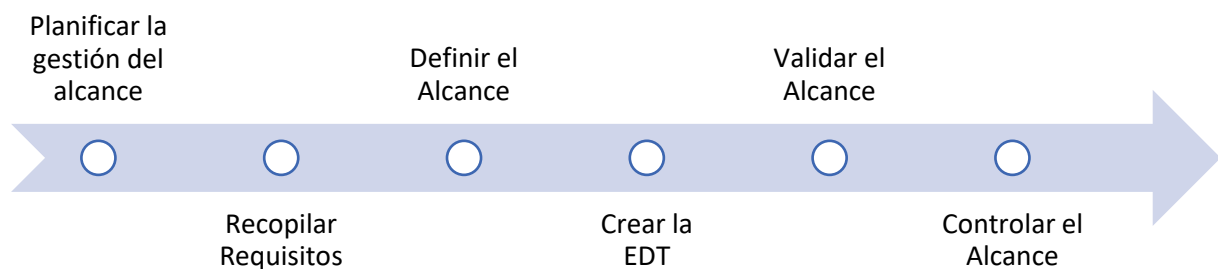 Planificar la
gestión del
alcance
Recopilar
Requisitos
Definir el
Alcance
Crear la
EDT
Validar el
Alcance
Controlar el
Alcance